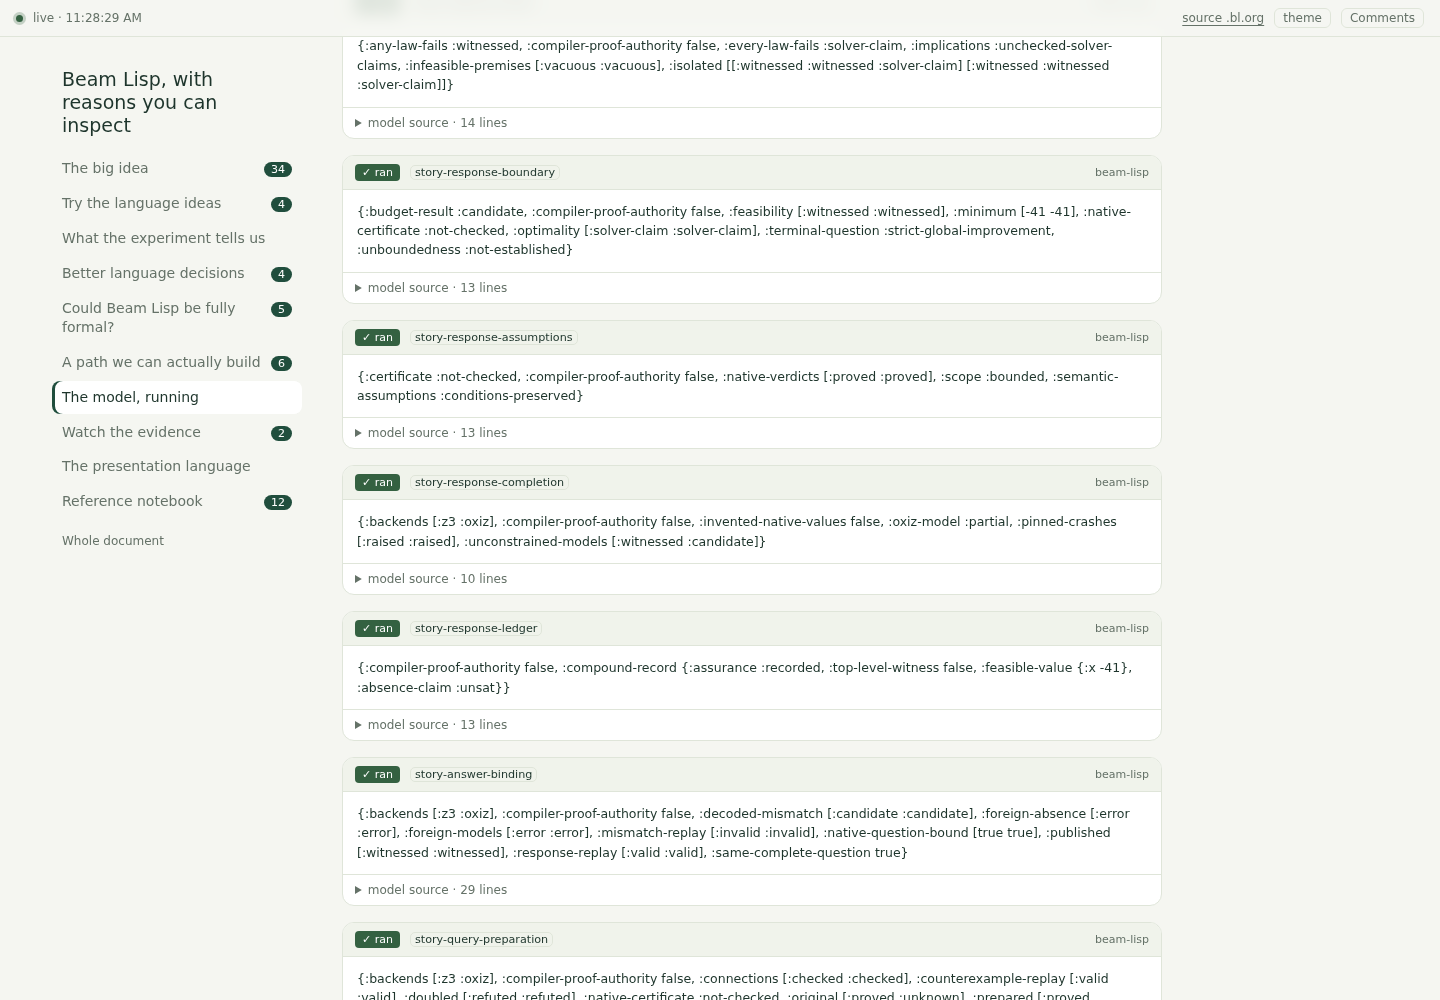 live · 11:28:29 AM
source .bl.org
theme
Comments
Beam Lisp, with
reasons you can
inspect
The big idea
34
Try the language ideas
4
What the experiment tells us
Better language decisions
4
Could Beam Lisp be fully
formal?
5
A path we can actually build
6
The model, running
Watch the evidence
2
The presentation language
Reference notebook
12
Whole document
{:any-law-fails :witnessed, :compiler-proof-authority false, :every-law-fails :solver-claim, :implications :unchecked-solver-
claims, :infeasible-premises [:vacuous :vacuous], :isolated [[:witnessed :witnessed :solver-claim] [:witnessed :witnessed
:solver-claim]]}
▶ model source · 14 lines
✓ ran
story-response-boundary
beam-lisp
{:budget-result :candidate, :compiler-proof-authority false, :feasibility [:witnessed :witnessed], :minimum [-41 -41], :native-
certificate :not-checked, :optimality [:solver-claim :solver-claim], :terminal-question :strict-global-improvement,
:unboundedness :not-established}
▶ model source · 13 lines
✓ ran
story-response-assumptions
beam-lisp
{:certificate :not-checked, :compiler-proof-authority false, :native-verdicts [:proved :proved], :scope :bounded, :semantic-
assumptions :conditions-preserved}
▶ model source · 13 lines
✓ ran
story-response-completion
beam-lisp
{:backends [:z3 :oxiz], :compiler-proof-authority false, :invented-native-values false, :oxiz-model :partial, :pinned-crashes
[:raised :raised], :unconstrained-models [:witnessed :candidate]}
▶ model source · 10 lines
✓ ran
story-response-ledger
beam-lisp
{:compiler-proof-authority false, :compound-record {:assurance :recorded, :top-level-witness false, :feasible-value {:x -41},
:absence-claim :unsat}}
▶ model source · 13 lines
✓ ran
story-answer-binding
beam-lisp
{:backends [:z3 :oxiz], :compiler-proof-authority false, :decoded-mismatch [:candidate :candidate], :foreign-absence [:error
:error], :foreign-models [:error :error], :mismatch-replay [:invalid :invalid], :native-question-bound [true true], :published
[:witnessed :witnessed], :response-replay [:valid :valid], :same-complete-question true}
▶ model source · 29 lines
✓ ran
story-query-preparation
beam-lisp
{:backends [:z3 :oxiz], :compiler-proof-authority false, :connections [:checked :checked], :counterexample-replay [:valid
:valid], :doubled [:refuted :refuted], :native-certificate :not-checked, :original [:proved :unknown], :prepared [:proved